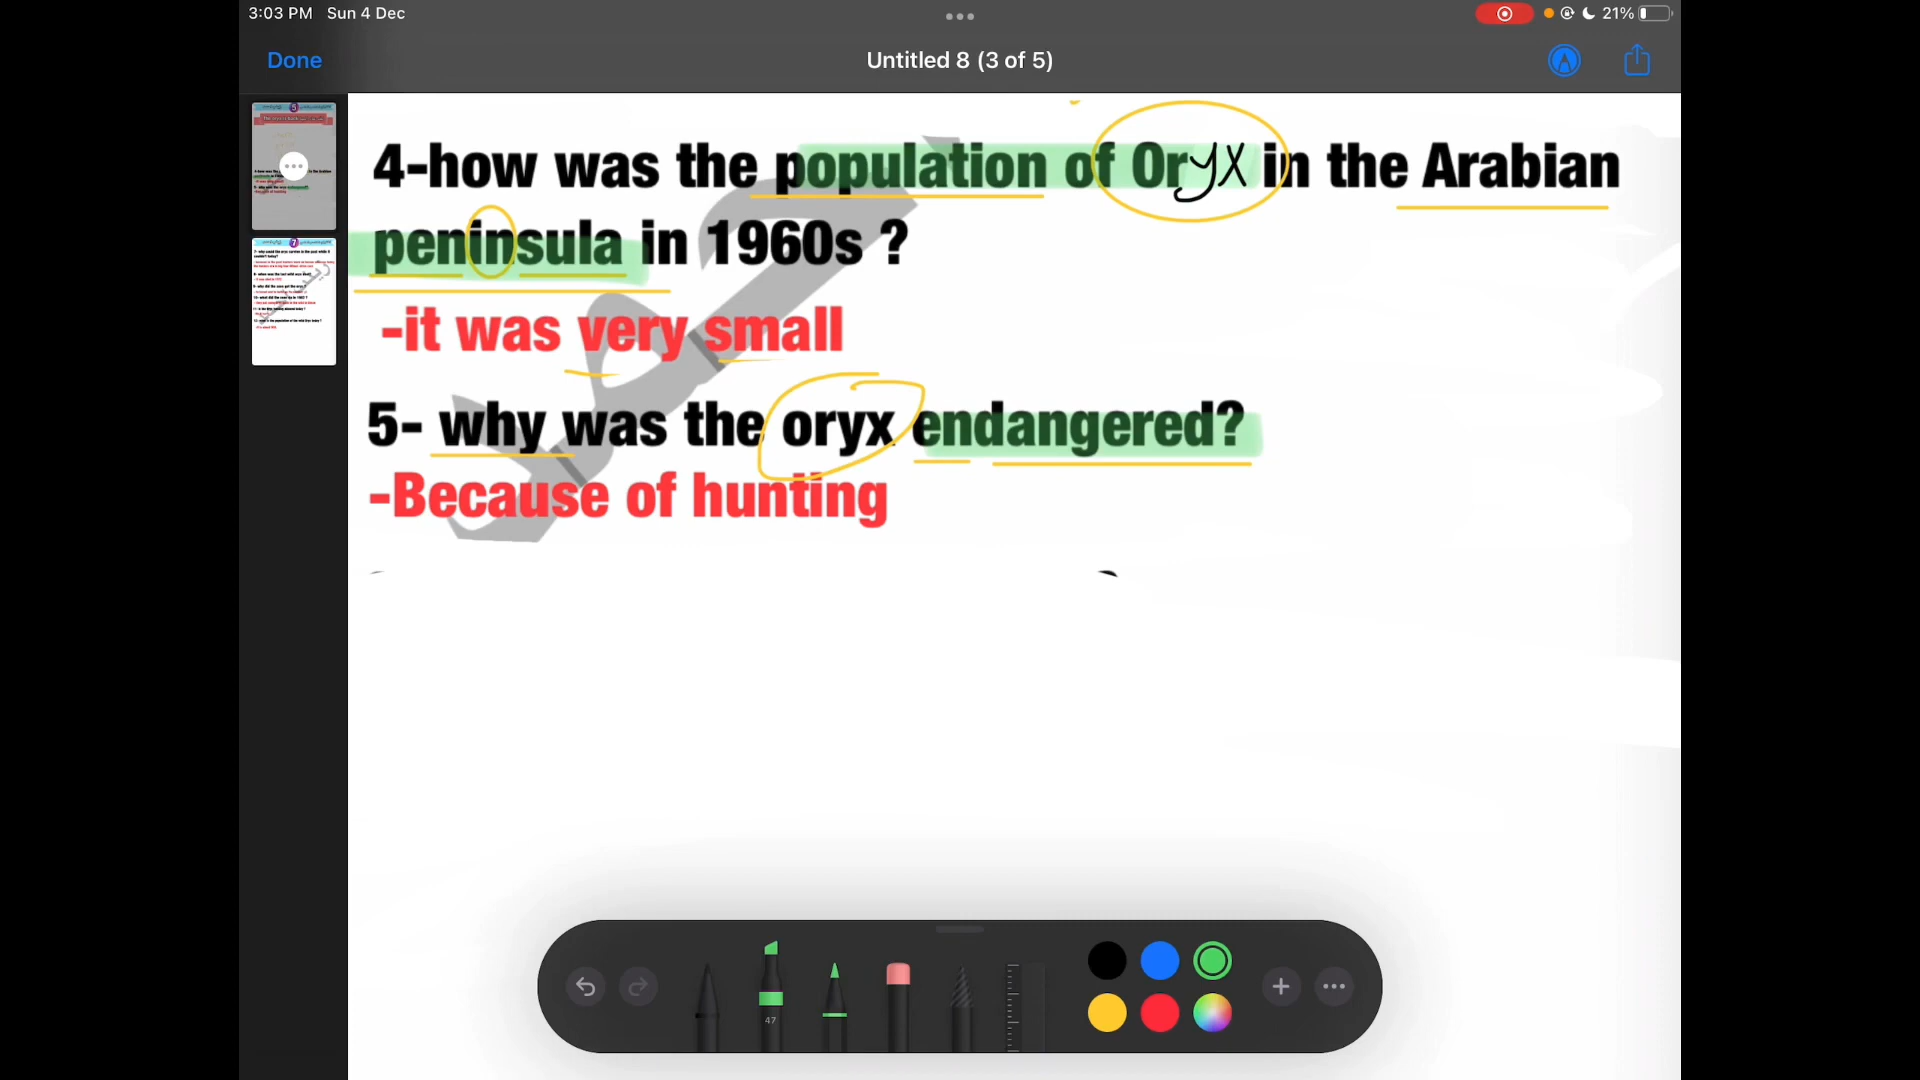 3:03 PM Sun 4 Dec
21%
Done
Untitled 8 (3 of 5)
4-how was the population of Oryx in the Arabian
peninsula in 1960s ?
-it was very small
5- why was the oryx endangered?
-Because of hunting
47